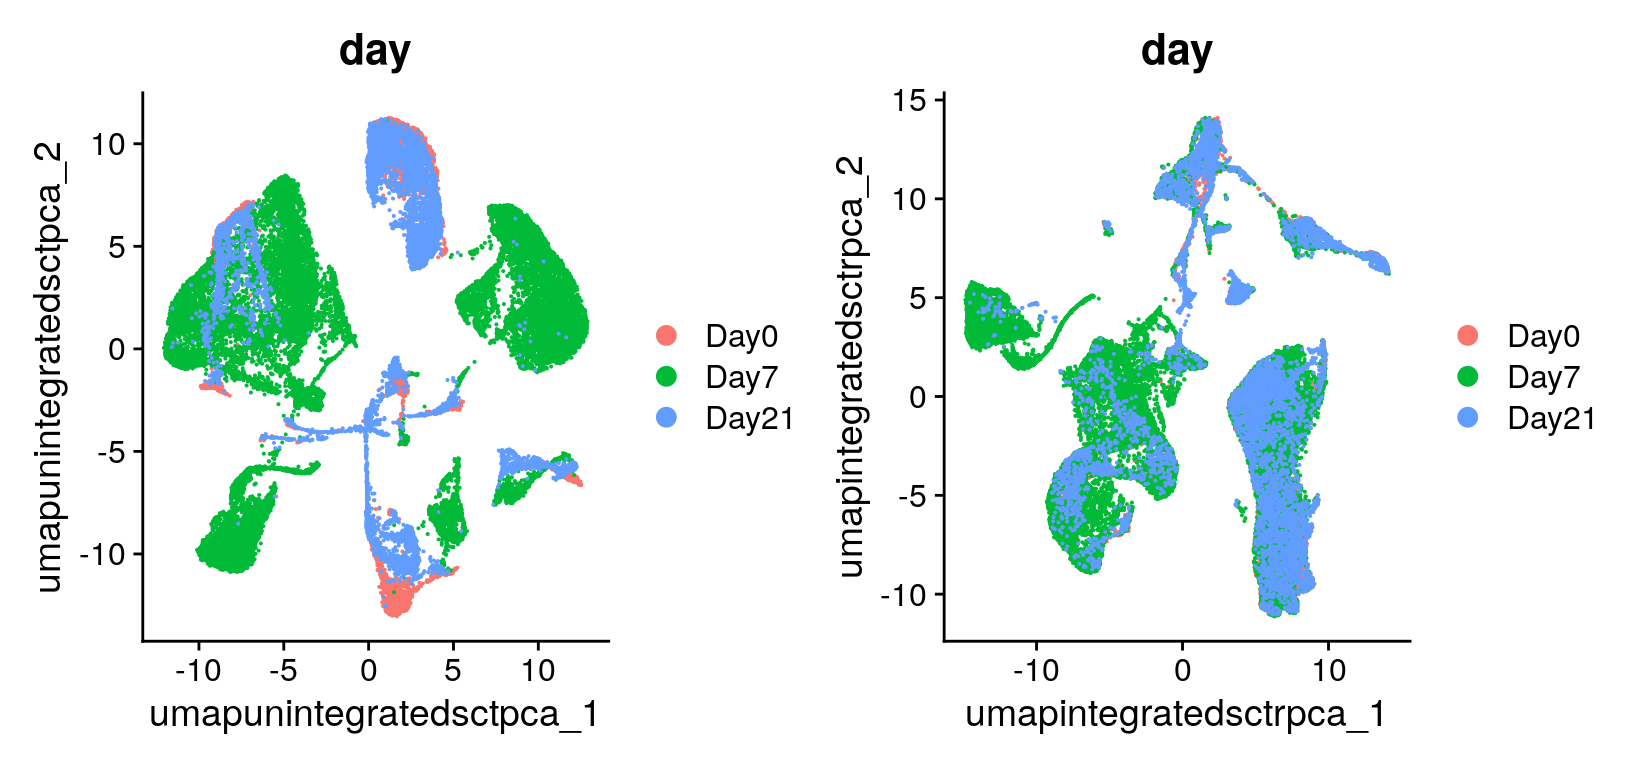 day
umapunintegratedsctpca_2
10
5
0
-5
-10
-10
-5
0
5
10
umapunintegratedsctpca_1
Day0
Day7
Day21
day
umapintegratedsctrpca_2
15
10
5
0
-5
-10
-10
0
10
umapintegratedsctrpca_1
Day0
Day7
Day21